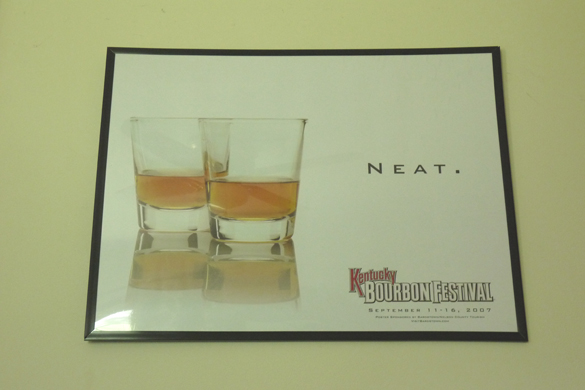 NEAT.
Kentucky
BOURBON FESTIVAL
SEPTEMBER 11-16, 2007